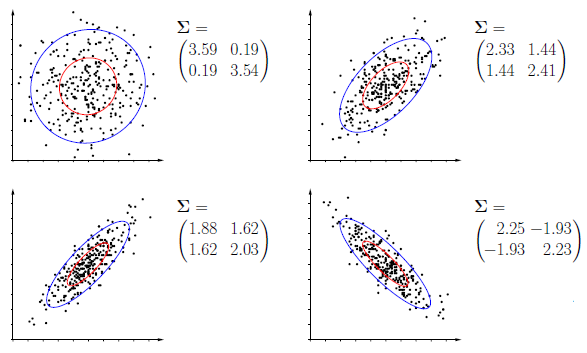 Σ =
(3.59 0.19
0.19 3.54)
Σ =
(2.33 1.44
1.44 2.41)
Σ =
(1.88 1.62
1.62 2.03)
Σ =
(2.25 −1.93
−1.93 2.23)